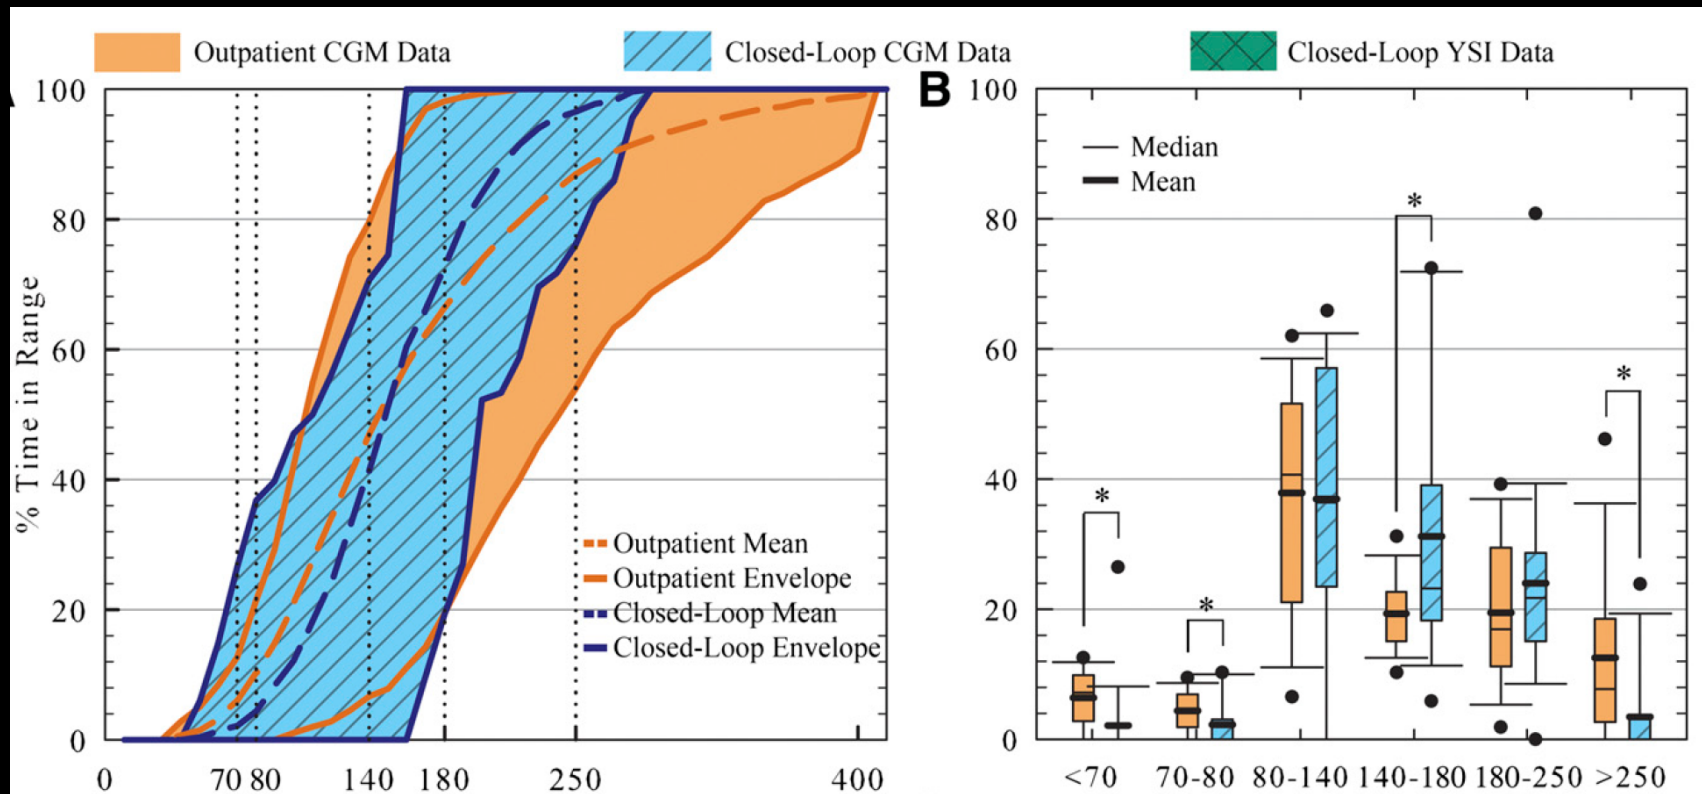 Outpatient CGM Data
Closed-Loop CGM Data
Closed-Loop YSI Data
% Time in Range
100
80
60
40
20
0
0
70
80
140
180
250
400
Outpatient Mean
Outpatient Envelope
Closed-Loop Mean
Closed-Loop Envelope
B
100
80
60
40
20
0
Median
Mean
*
*
*
*
<70
70-80
80-140
140-180
180-250
>250